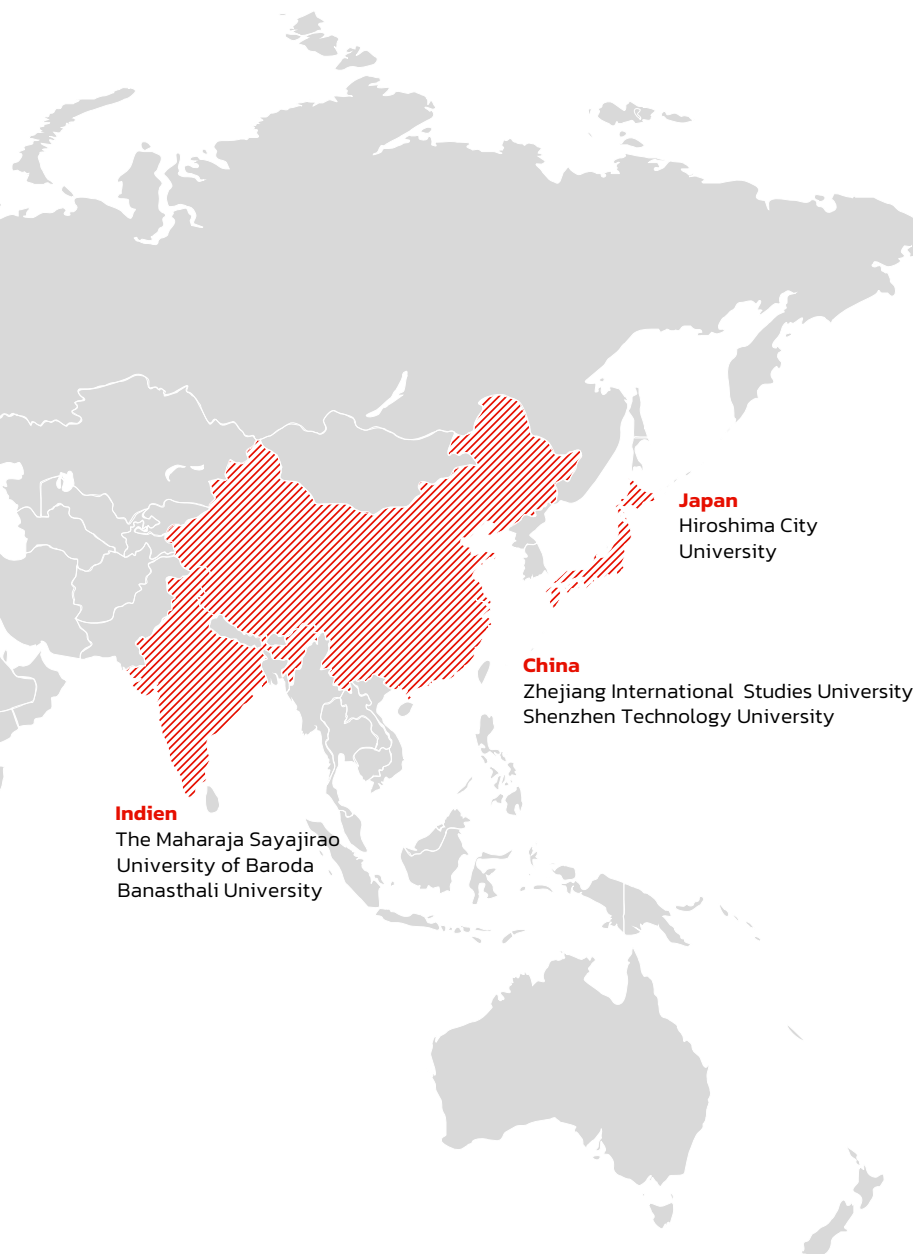 Japan
Hiroshima City
University
China
Zhejiang International Studies University
Shenzhen Technology University
Indien
The Maharaja Sayajirao
University of Baroda
Banasthali University